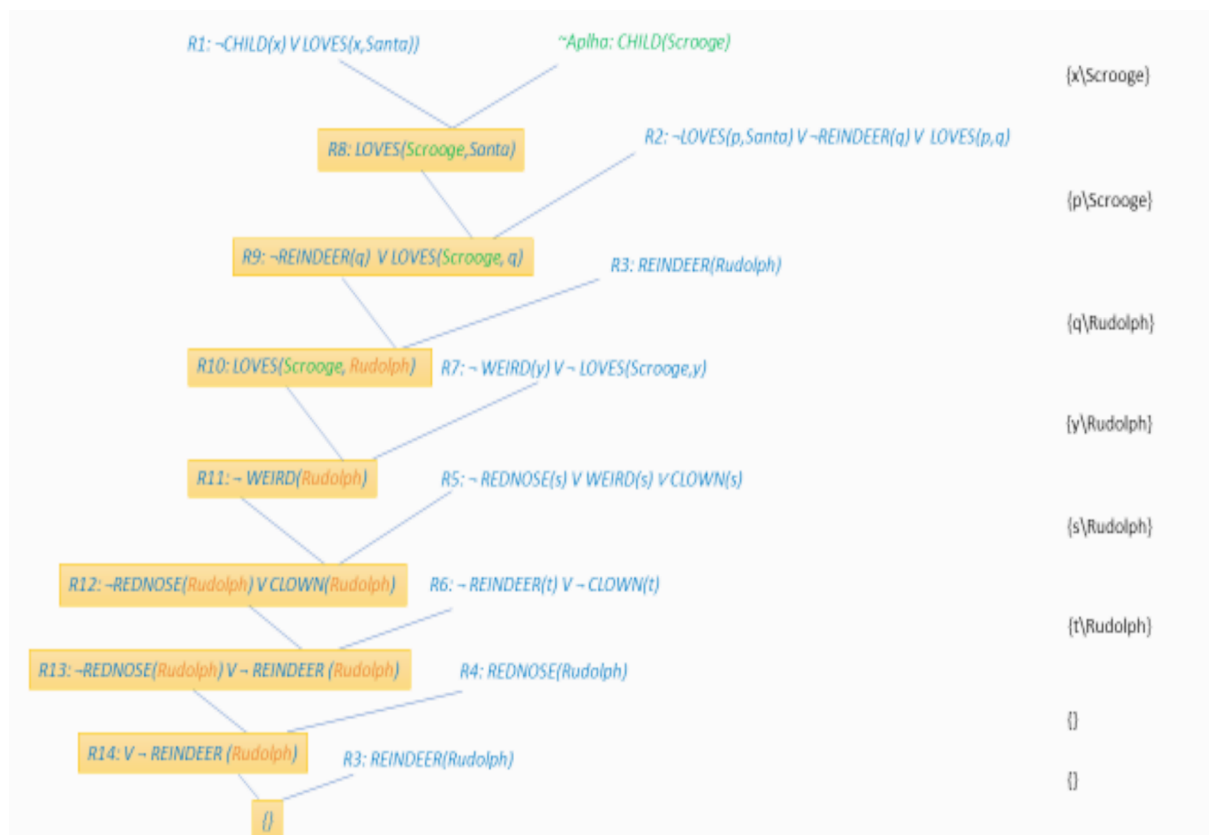 R1: ¬CHILD(x) V LOVES(x,Santa))
~Aplha: CHILD(Scrooge)
{x\Scrooge}
R8: LOVES(Scrooge,Santa)
R2: ¬LOVES(p,Santa) V ¬REINDEER(q) V LOVES(p,q)
{p\Scrooge}
R9: ¬REINDEER(q) V LOVES(Scrooge, q)
R3: REINDEER(Rudolph)
{q\Rudolph}
R10: LOVES(Scrooge, Rudolph)
R7: ¬ WEIRD(y) V ¬ LOVES(Scrooge,y)
{y\Rudolph}
R11: ¬ WEIRD(Rudolph)
R5: ¬ REDNOSE(s) V WEIRD(s) v CLOWN(s)
{s\Rudolph}
R12: ¬REDNOSE(Rudolph) V CLOWN(Rudolph)
R6: ¬ REINDEER(t) V ¬ CLOWN(t)
{t\Rudolph}
R13: ¬REDNOSE(Rudolph) V ¬ REINDEER (Rudolph)
R4: REDNOSE(Rudolph)
{}
R14: V ¬ REINDEER (Rudolph)
R3: REINDEER(Rudolph)
{}
{}